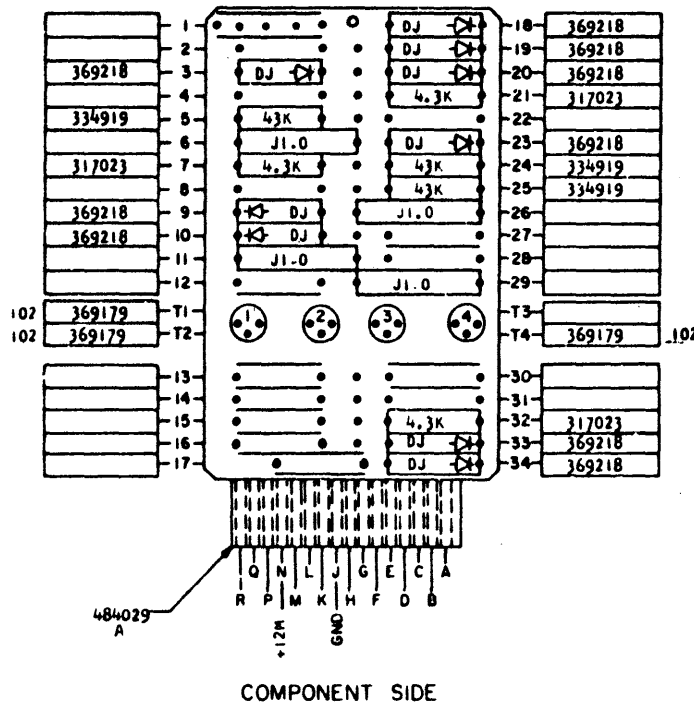 1 DJ 18 369218
2 DJ 19 369218
369218 3 DJ DJ 20 369218
4 4.3K 21 317023
334919 5 43K 22
6 J1.0 DJ 23 369218
317023 7 4.3K 43K 24 334919
8 43K 25 334919
369218 9 DJ J1.0 26
369218 10 DJ 27
11 J1.0 28
12 J1.0 29
102 369179 T1 1 2 3 4 T3
102 369179 T2 T4 369179 102
13 30
14 31
15 4.3K 32 317023
16 DJ 33 369218
17 DJ 34 369218
Q N L J G E C A
R P M K H F D B
+12M GND
484029
A
COMPONENT SIDE